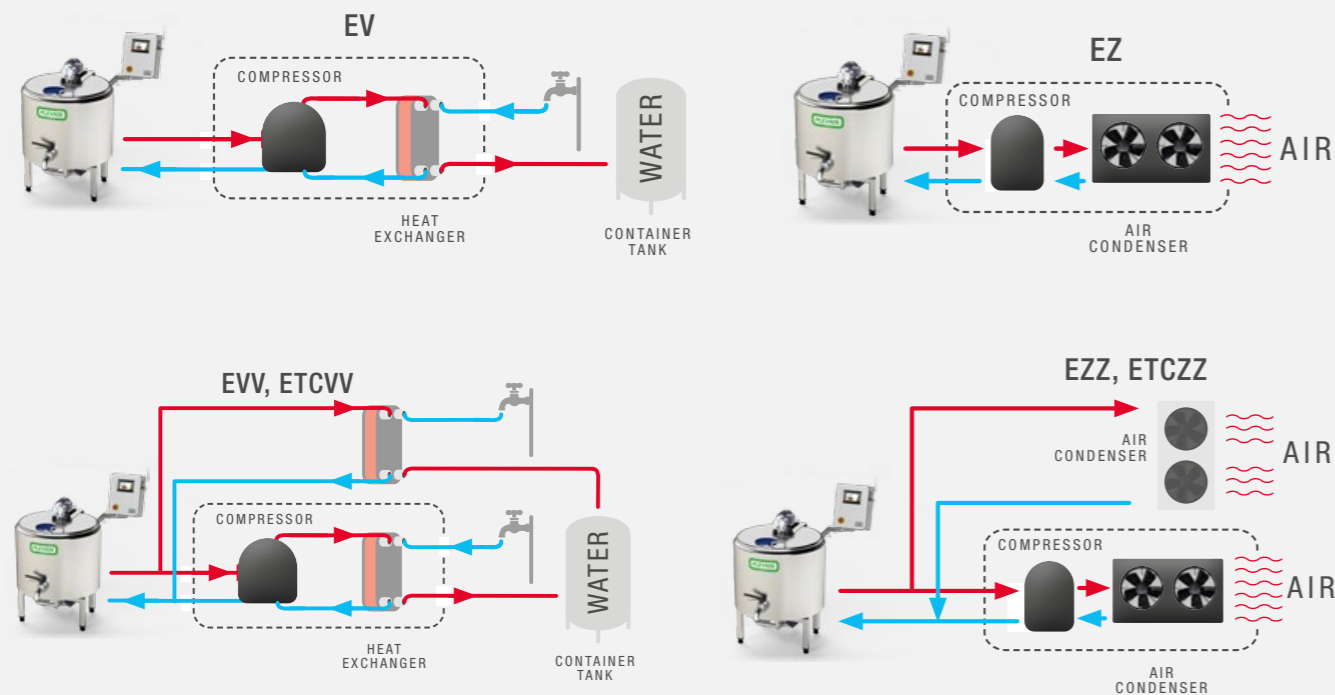 EV
COMPRESSOR
HEAT
EXCHANGER
WATER
CONTAINER
TANK
EZ
COMPRESSOR
AIR
AIR
CONDENSER
EVV, ETCVV
COMPRESSOR
HEAT
EXCHANGER
WATER
CONTAINER
TANK
EZZ, ETCZZ
AIR
CONDENSER
AIR
COMPRESSOR
AIR
AIR
CONDENSER